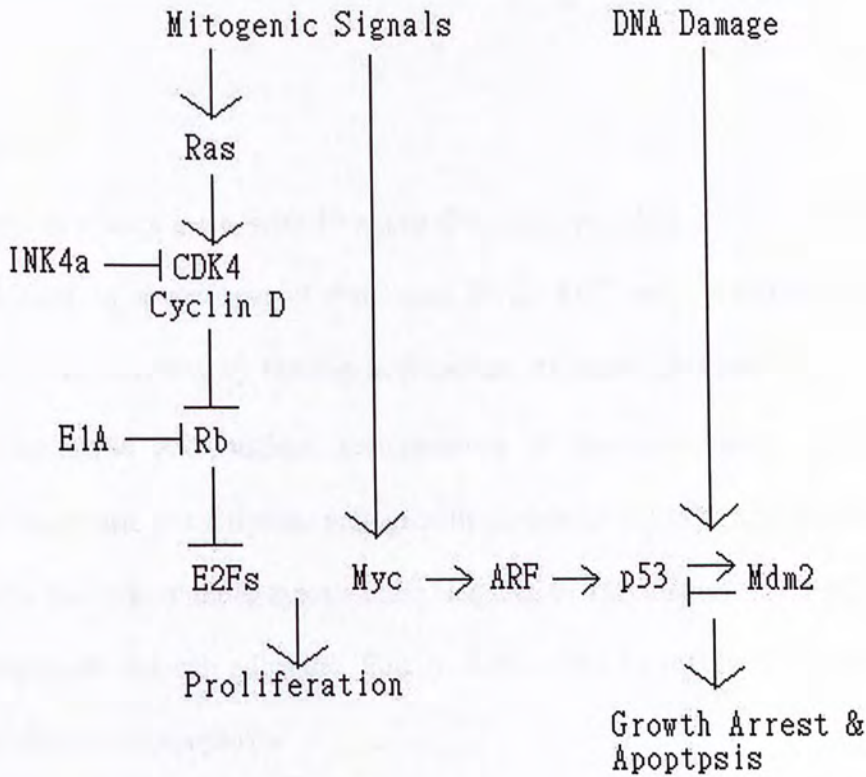 Mitogenic Signals
DNA Damage
Ras
INK4a
CDK4
Cyclin D
E1A
Rb
E2Fs
Myc
ARF
p53
Mdm2
Proliferation
Growth Arrest &
Apoptpsis